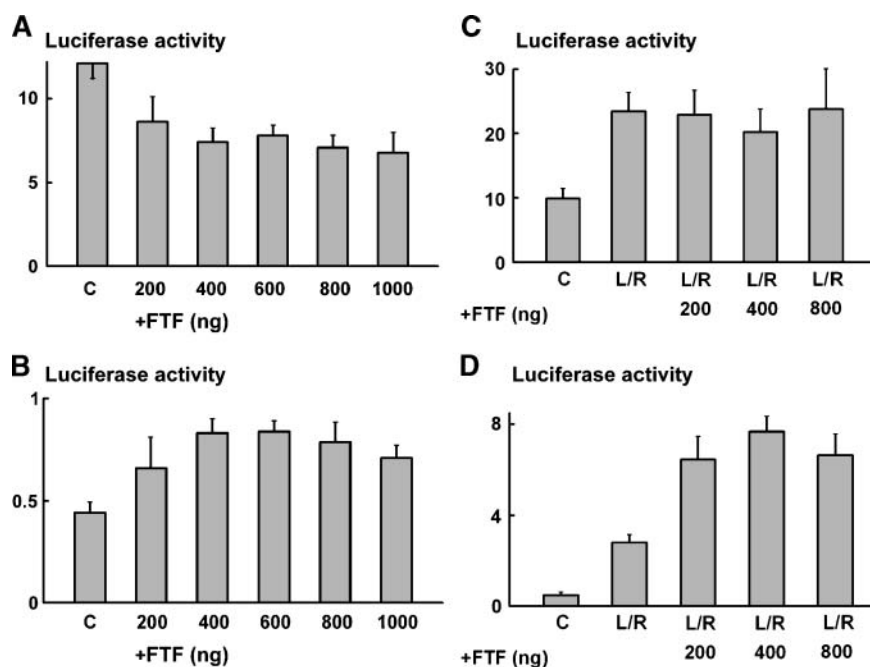 A
Luciferase activity
10
5
0
C 200 400 600 800 1000
+FTF (ng)
B
Luciferase activity
1
0.5
0
C 200 400 600 800 1000
+FTF (ng)
C
Luciferase activity
30
20
10
0
C L/R L/R L/R L/R
+FTF (ng) 200 400 800
D
Luciferase activity
8
4
0
C L/R L/R L/R L/R
+FTF (ng) 200 400 800